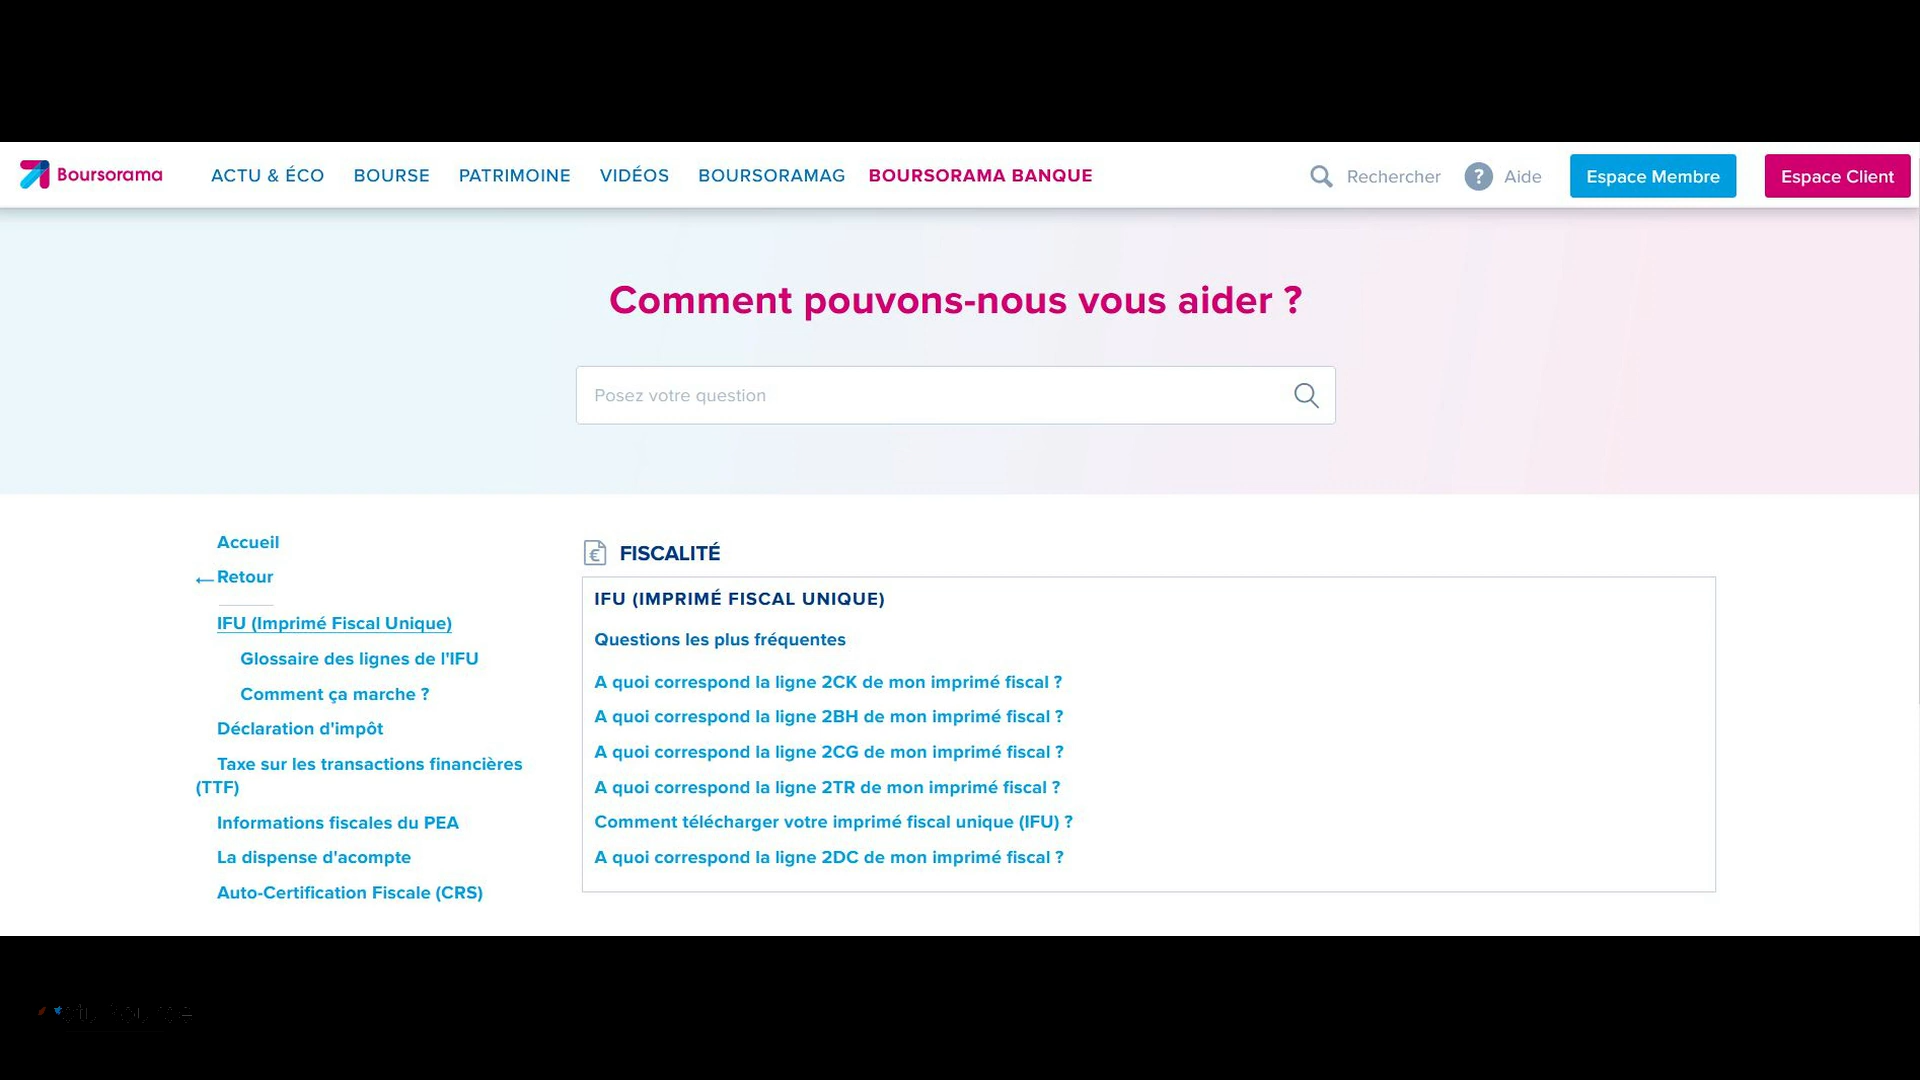 Boursorama
ACTU & ÉCO BOURSE PATRIMOINE VIDÉOS BOURSORAMAG BOURSORAMA BANQUE
Rechercher ? Aide Espace Membre Espace Client
Comment pouvons-nous vous aider ?
Posez votre question
Accueil
←Retour
IFU (Imprimé Fiscal Unique)
Glossaire des lignes de l'IFU
Comment ça marche ?
Déclaration d'impôt
Taxe sur les transactions financières
(TTF)
Informations fiscales du PEA
La dispense d'acompte
Auto-Certification Fiscale (CRS)
€ FISCALITÉ
IFU (IMPRIMÉ FISCAL UNIQUE)
Questions les plus fréquentes
A quoi correspond la ligne 2CK de mon imprimé fiscal ?
A quoi correspond la ligne 2BH de mon imprimé fiscal ?
A quoi correspond la ligne 2CG de mon imprimé fiscal ?
A quoi correspond la ligne 2TR de mon imprimé fiscal ?
Comment télécharger votre imprimé fiscal unique (IFU) ?
A quoi correspond la ligne 2DC de mon imprimé fiscal ?